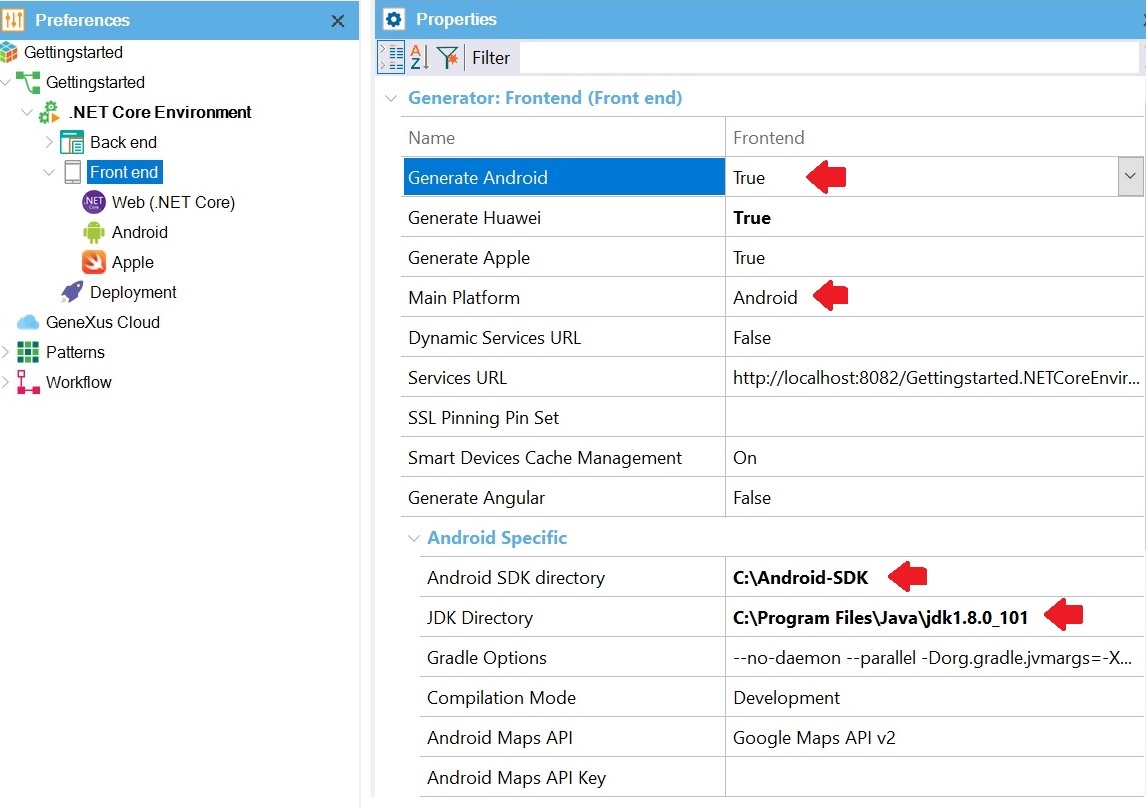 Preferences
Gettingstarted
Gettingstarted
.NET Core Environment
Back end
Front end
Web (.NET Core)
Android
Apple
Deployment
GeneXus Cloud
Patterns
Workflow
Properties
Filter
Generator: Frontend (Front end)
Name Frontend
Generate Android True
Generate Huawei True
Generate Apple True
Main Platform Android
Dynamic Services URL False
Services URL http://localhost:8082/Gettingstarted.NETCoreEnvir...
SSL Pinning Pin Set
Smart Devices Cache Management On
Generate Angular False
Android Specific
Android SDK directory C:\Android-SDK
JDK Directory C:\Program Files\Java\jdk1.8.0_101
Gradle Options --no-daemon --parallel -Dorg.gradle.jvmargs=-X...
Compilation Mode Development
Android Maps API Google Maps API v2
Android Maps API Key